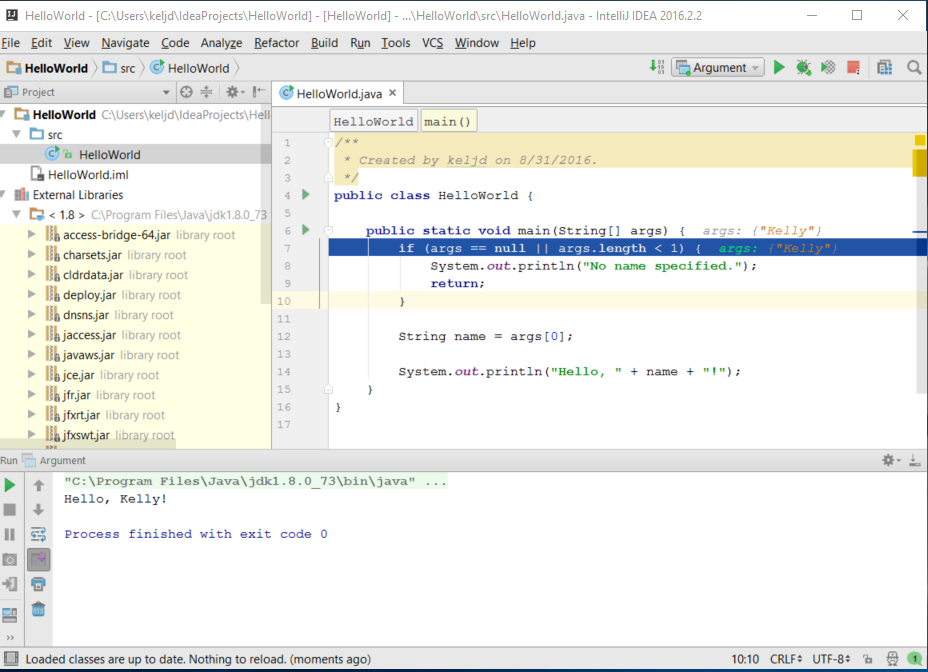 HelloWorld - [C:\Users\keljd\IdeaProjects\HelloWorld] - [HelloWorld] - ...\HelloWorld\src\HelloWorld.java - IntelliJ IDEA 2016.2.2
File Edit View Navigate Code Analyze Refactor Build Run Tools VCS Window Help
HelloWorld src HelloWorld Argument
Project
HelloWorld.java
HelloWorld C:\Users\keljd\IdeaProjects\Hell
src
HelloWorld
HelloWorld.iml
External Libraries
< 1.8 > C:\Program Files\Java\jdk1.8.0_73
access-bridge-64.jar library root
charsets.jar library root
cldrdata.jar library root
deploy.jar library root
dnsns.jar library root
jaccess.jar library root
javaws.jar library root
jce.jar library root
jfr.jar library root
jfxrt.jar library root
jfxswt.jar library root
HelloWorld main()
1 /**
2 * Created by keljd on 8/31/2016.
3 */
4 public class HelloWorld {
5
6 public static void main(String[] args) { args: {"Kelly"}
7 if (args == null || args.length < 1) { args: {"Kelly"}
8 System.out.println("No name specified.");
9 return;
10 }
11
12 String name = args[0];
13
14 System.out.println("Hello, " + name + "!");
15 }
16 }
17
Run Argument
"C:\Program Files\Java\jdk1.8.0_73\bin\java" ...
Hello, Kelly!
Process finished with exit code 0
Loaded classes are up to date. Nothing to reload. (moments ago) 10:10 CRLF UTF-8 1